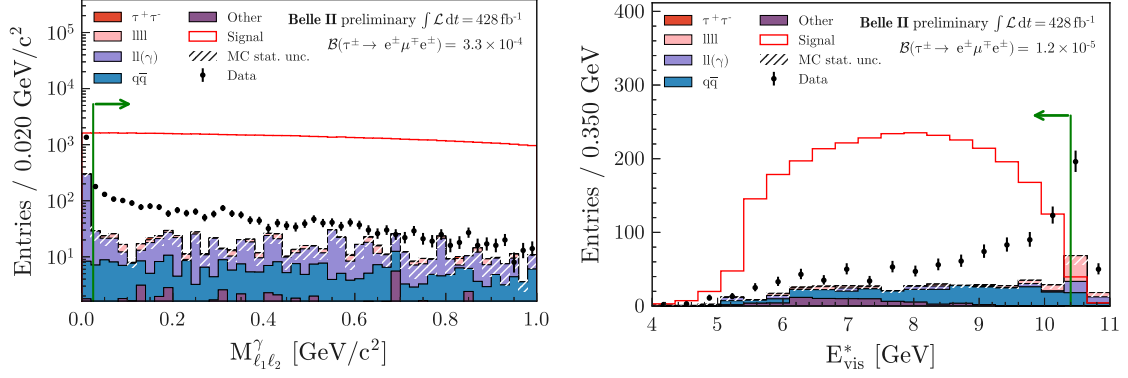 Entries / 0.020 GeV/c²
10⁵
10⁴
10³
10²
10¹
τ⁺τ⁻
llll
ll(γ)
qq̅
Other
Signal
MC stat. unc.
Data
Belle II preliminary ∫ ℒ dt = 428 fb⁻¹
ℬ(τ± → e±μ∓e±) = 3.3 × 10⁻⁴
0.0 0.2 0.4 0.6 0.8 1.0
M^γ_ℓ₁ℓ₂ [GeV/c²]
Entries / 0.350 GeV
400
300
200
100
0
τ⁺τ⁻
llll
ll(γ)
qq̅
Other
Signal
MC stat. unc.
Data
Belle II preliminary ∫ ℒ dt = 428 fb⁻¹
ℬ(τ± → e±μ∓e±) = 1.2 × 10⁻⁵
4 5 6 7 8 9 10 11
E*_vis [GeV]